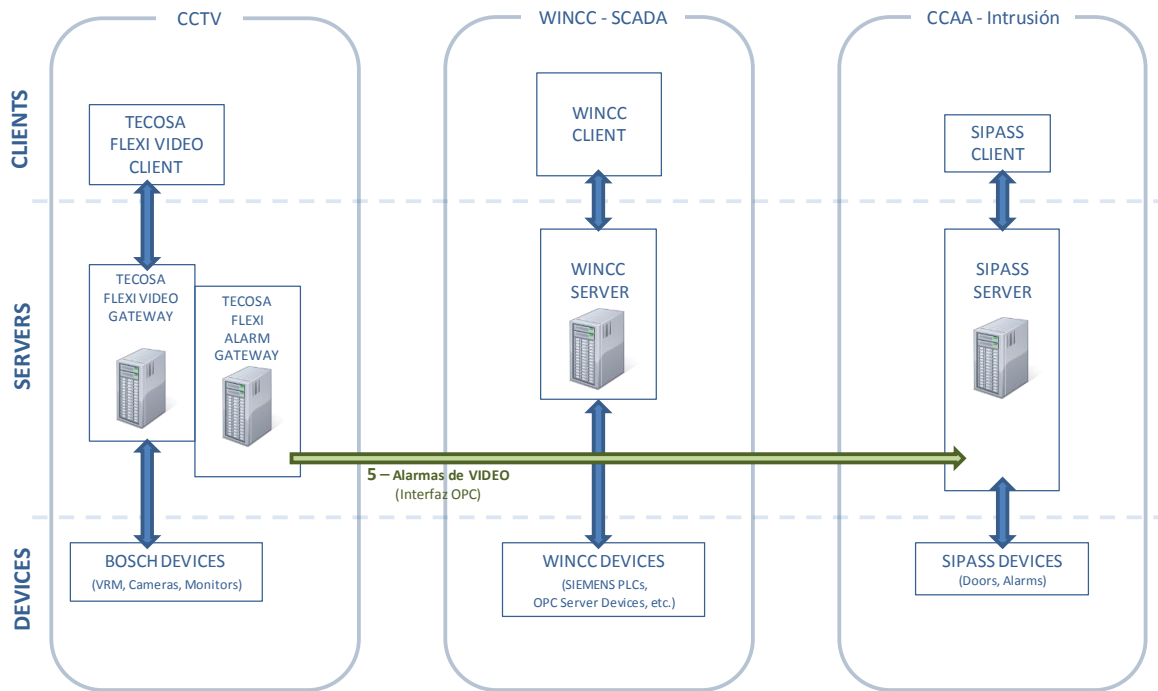 CCTV
WINCC - SCADA
CCAA - Intrusión
CLIENTS
TECOSA
FLEXI VIDEO
CLIENT
WINCC
CLIENT
SIPASS
CLIENT
SERVERS
TECOSA
FLEXI VIDEO
GATEWAY
TECOSA
FLEXI
ALARM
GATEWAY
WINCC
SERVER
SIPASS
SERVER
5 – Alarmas de VIDEO
(Interfaz OPC)
DEVICES
BOSCH DEVICES
(VRM, Cameras, Monitors)
WINCC DEVICES
(SIEMENS PLCs,
OPC Server Devices, etc.)
SIPASS DEVICES
(Doors, Alarms)